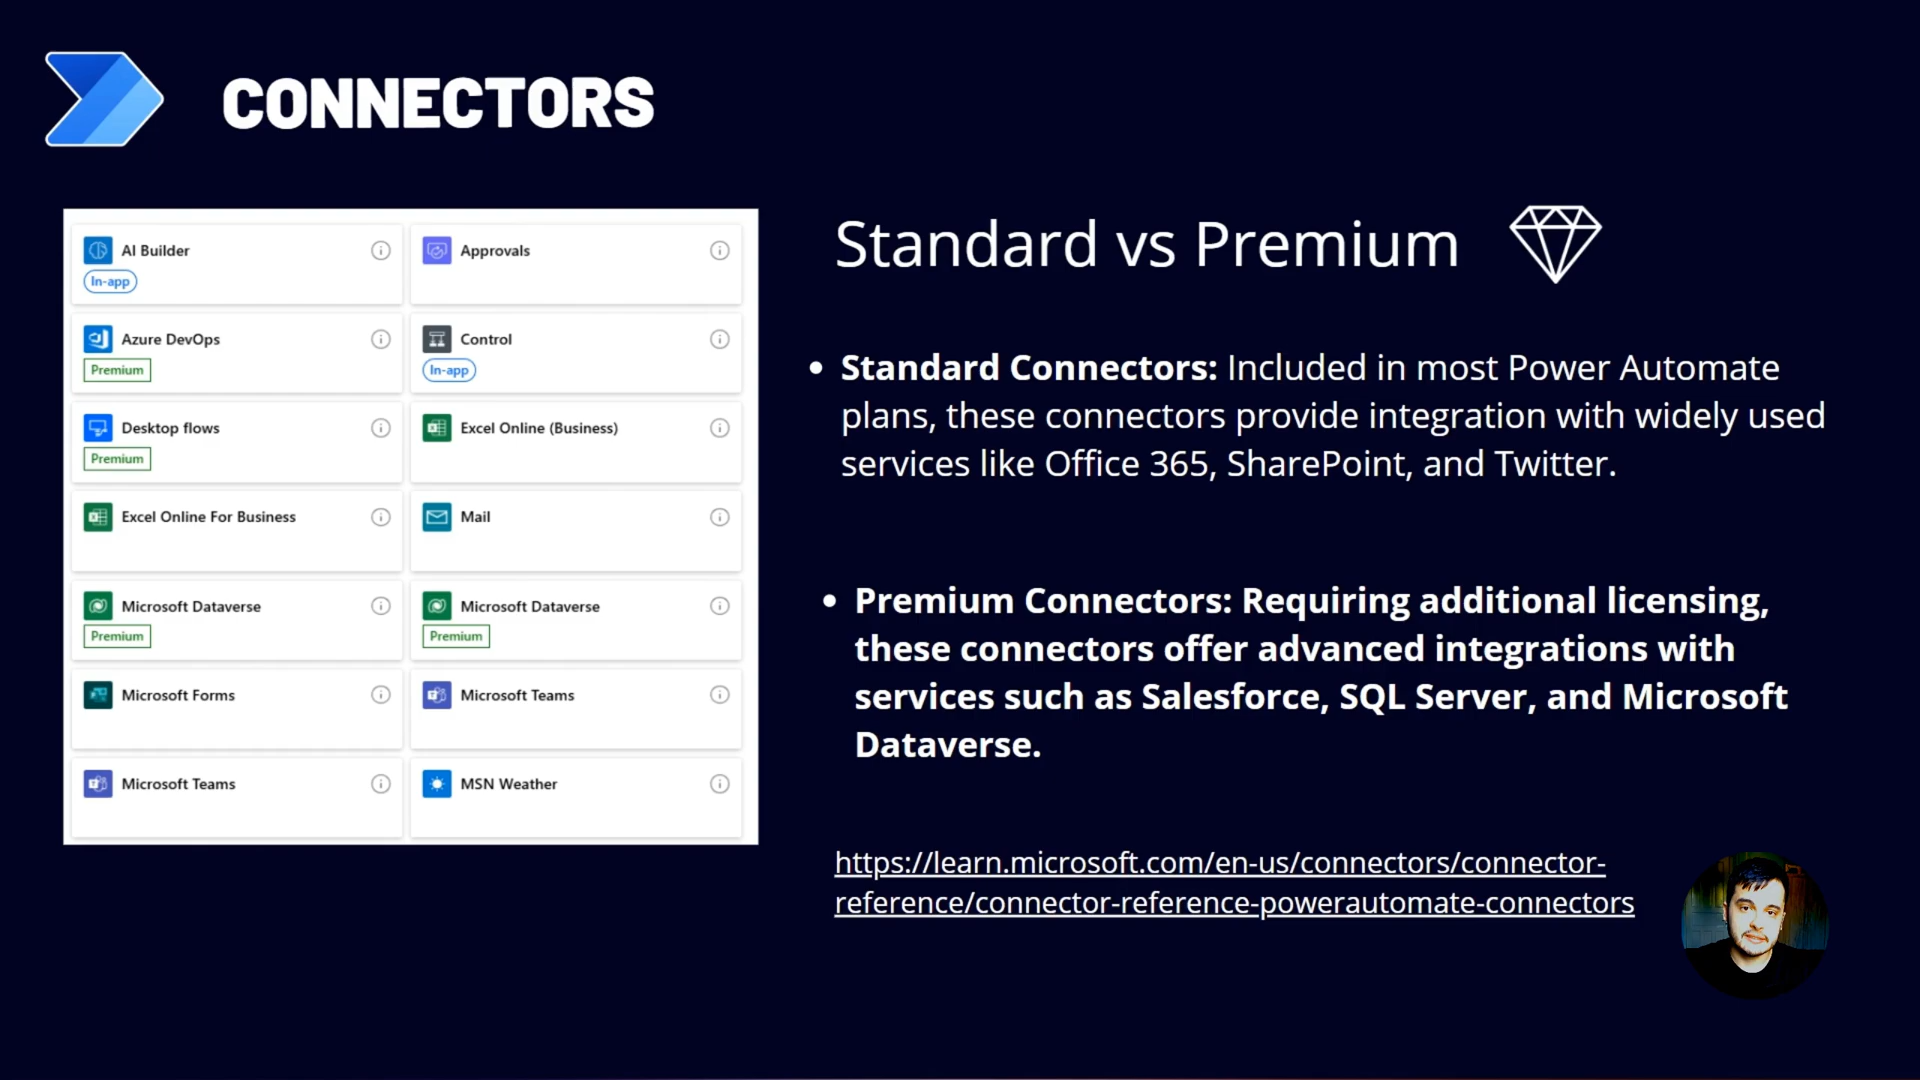 CONNECTORS
AI Builder
In-app
Approvals
Azure DevOps
Premium
Control
In-app
Desktop flows
Premium
Excel Online (Business)
Excel Online For Business
Mail
Microsoft Dataverse
Premium
Microsoft Dataverse
Premium
Microsoft Forms
Microsoft Teams
Microsoft Teams
MSN Weather
Standard vs Premium
• Standard Connectors: Included in most Power Automate
plans, these connectors provide integration with widely used
services like Office 365, SharePoint, and Twitter.
• Premium Connectors: Requiring additional licensing,
these connectors offer advanced integrations with
services such as Salesforce, SQL Server, and Microsoft
Dataverse.
https://learn.microsoft.com/en-us/connectors/connector-
reference/connector-reference-powerautomate-connectors